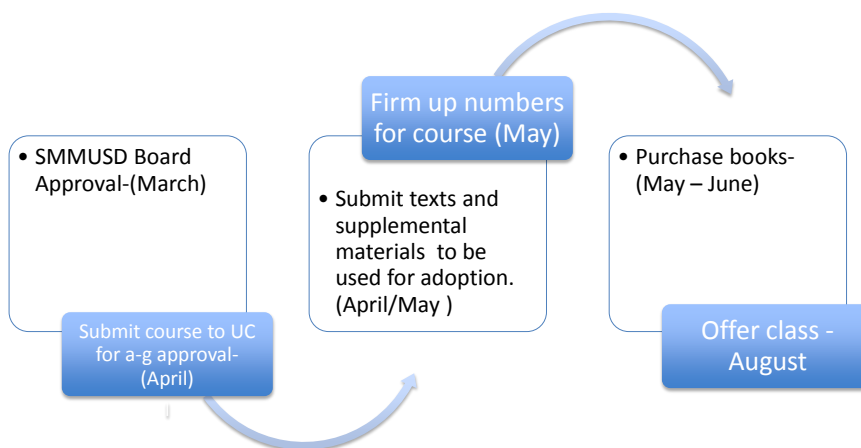 • SMMUSD Board
Approval-(March)
Submit course to UC
for a-g approval-
(April)
Firm up numbers
for course (May)
• Submit texts and
supplemental
materials  to be
used for adoption.
(April/May )
• Purchase books-
(May – June)
Offer class -
August